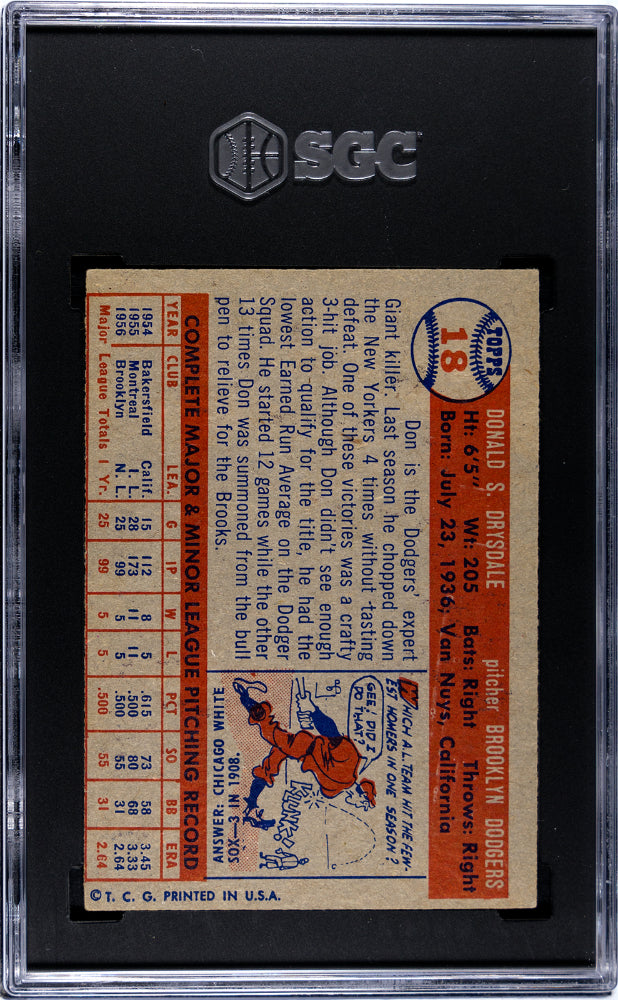 SGC
TOPPS
18
DONALD S. DRYSDALE pitcher BROOKLYN DODGERS
Ht: 6'5" Wt: 205 Bats: Right Throws: Right
Born: July 23, 1936, Van Nuys, California
Don is the Dodgers' expert
Giant killer. Last season he chopped down
the New Yorkers 4 times without tasting
defeat. One of these victories was a crafty
3-hit job. Although Don didn't see enough
action to qualify for the title, he had the
lowest Earned Run Average on the Dodger
Squad. He started 12 games while the other
13 times Don was summoned from the bull
pen to relieve for the Brooks.
WHICH A.L. TEAM HIT THE FEW-
EST HOMERS IN ONE SEASON?
GEE! DID I
DO THAT?
ANSWER: CHICAGO WHITE
SOX—3 IN 1908.
COMPLETE MAJOR & MINOR LEAGUE PITCHING RECORD
YEAR CLUB LEA. G IP W L PCT SO BB ERA
1954 Bakersfield Calif. 15 112 8 5 .615 73 58 3.45
1955 Montreal I. L. 28 173 11 11 .500 80 68 3.33
1956 Brooklyn N. L. 25 99 5 5 .500 55 31 2.64
Major League Totals 1 Yr. 25 99 5 5 .500 55 31 2.64
© T. C. G. PRINTED IN U.S.A.